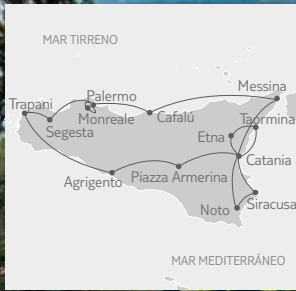 MAR TIRRENO
Messina
Palermo
Trapani
Taormina
Monreale
Cafalú
Segesta
Etna
Catania
Agrigento
Piazza Armerina
Siracusa
Noto
MAR MEDITERRÁNEO